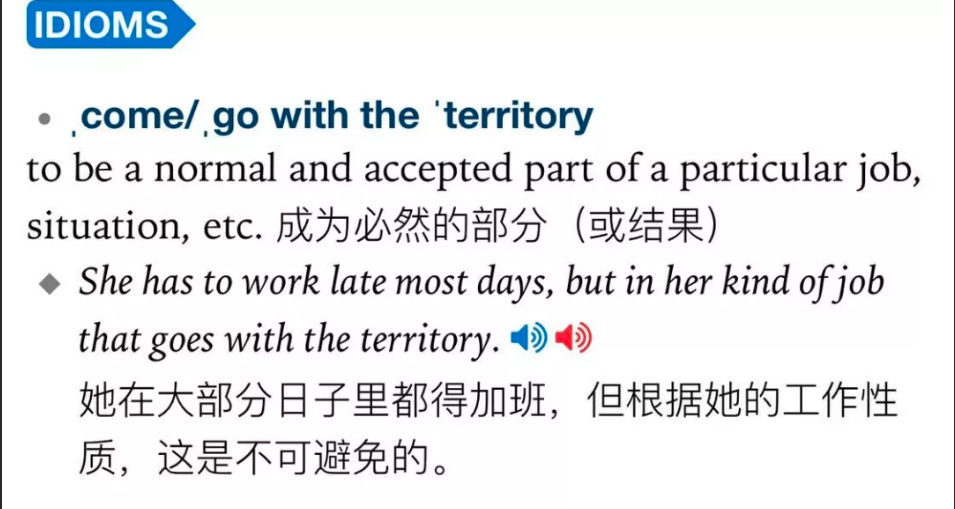 IDIOMS
• ˌcome/ˌgo with the ˈterritory
to be a normal and accepted part of a particular job,
situation, etc. 成为必然的部分（或结果）
◆ She has to work late most days, but in her kind of job
that goes with the territory.
她在大部分日子里都得加班，但根据她的工作性
质，这是不可避免的。